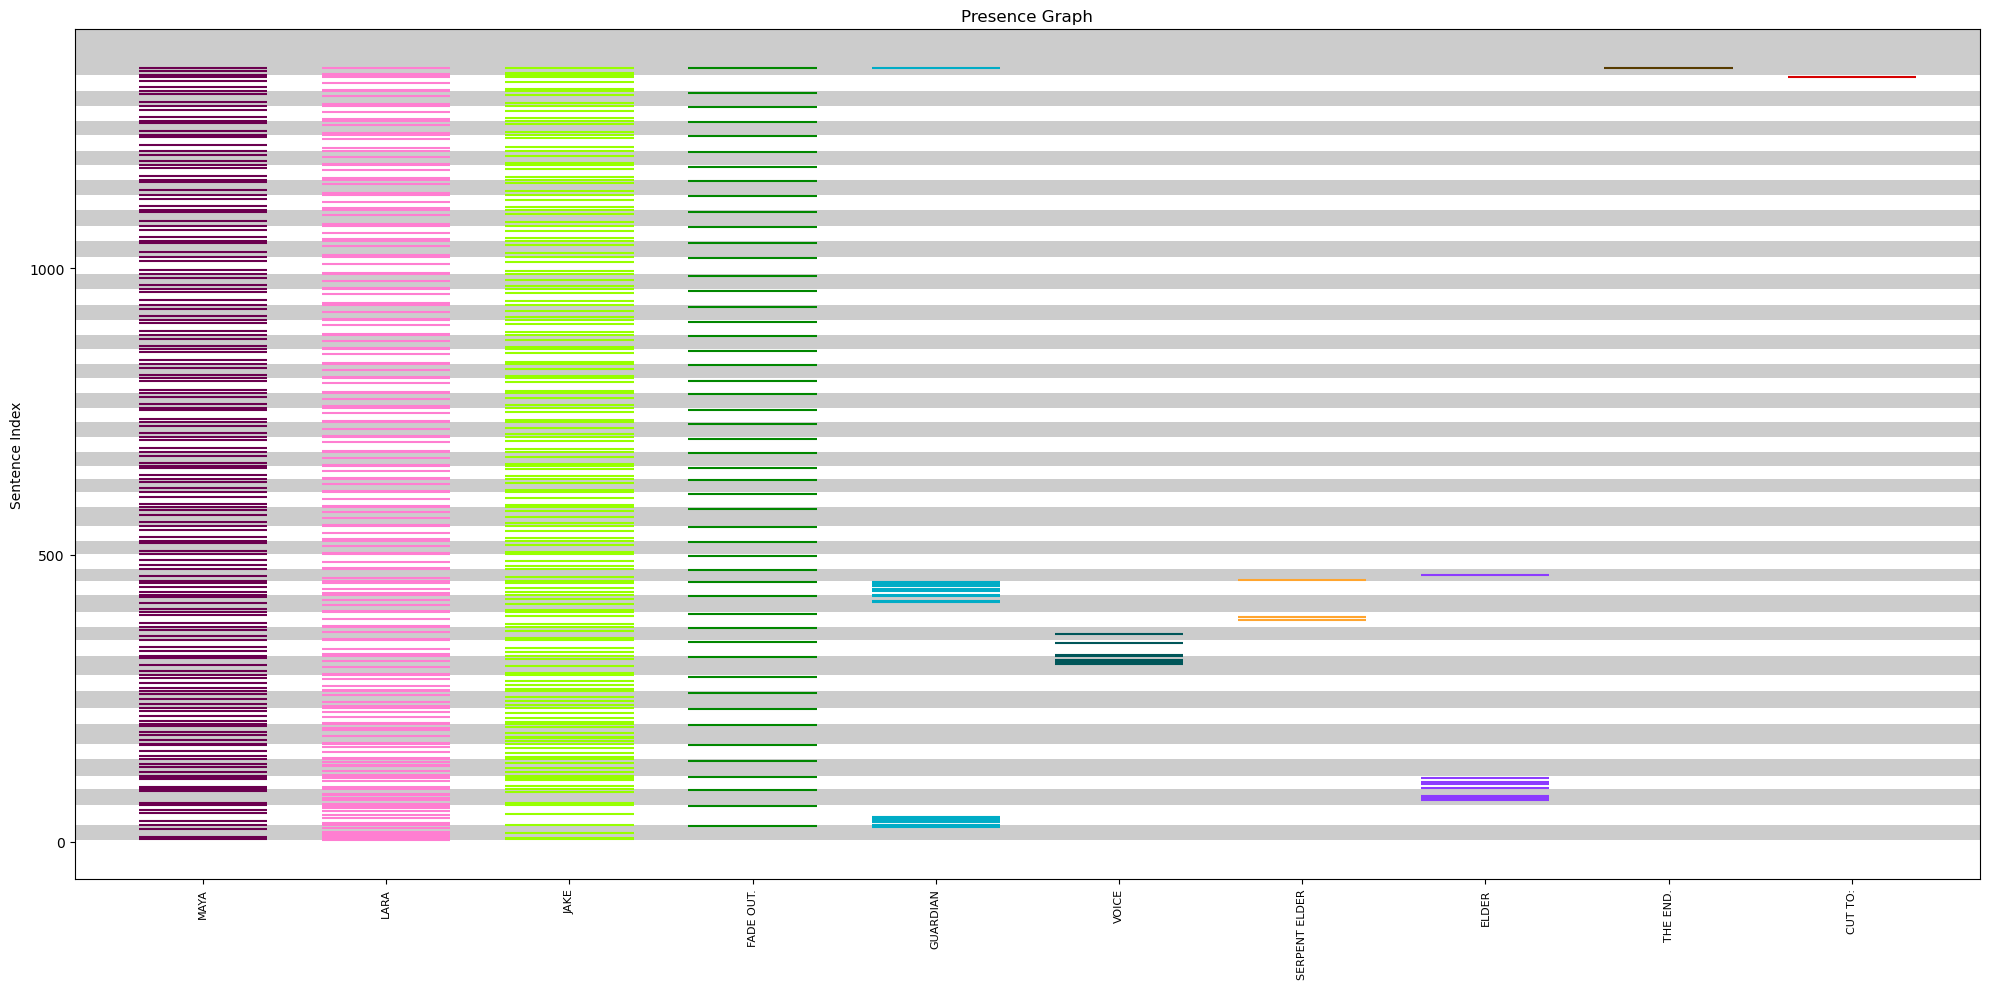 Presence Graph
Sentence Index
1000
500
0
MAYA
LARA
JAKE
FADE OUT.
GUARDIAN
VOICE
SERPENT ELDER
ELDER
THE END.
CUT TO: